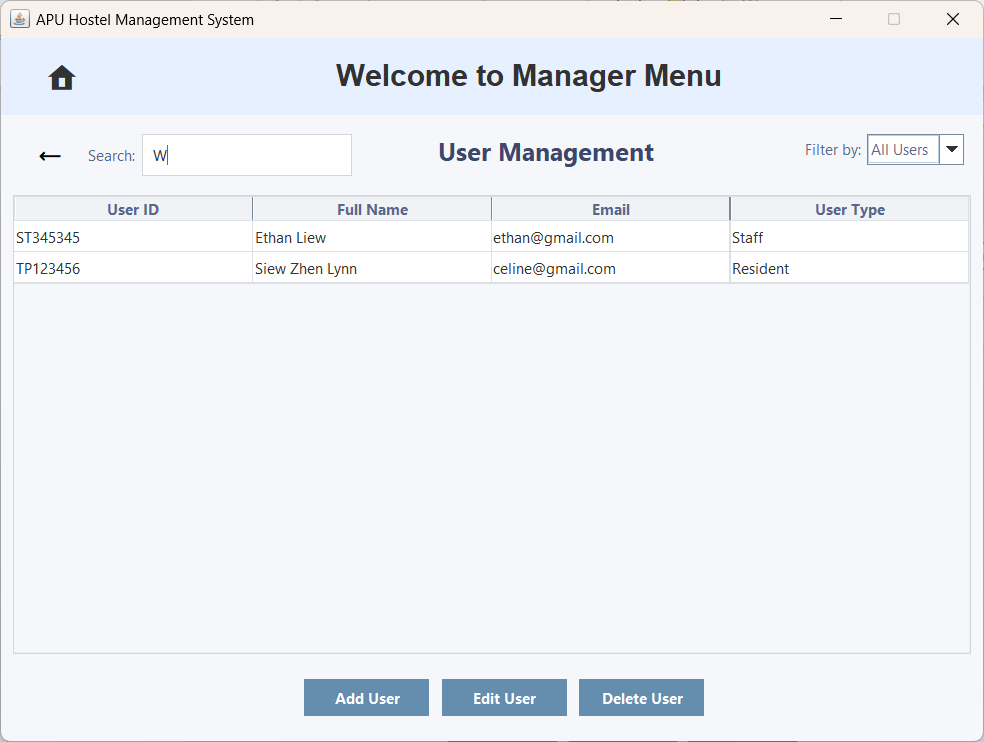 APU Hostel Management System
Welcome to Manager Menu
Search: W
User Management
Filter by: All Users
User ID Full Name Email User Type
ST345345 Ethan Liew ethan@gmail.com Staff
TP123456 Siew Zhen Lynn celine@gmail.com Resident
Add User Edit User Delete User